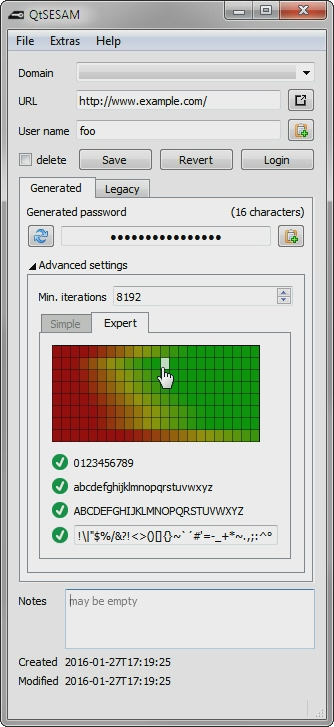 QtSESAM
File Extras Help
Domain
URL http://www.example.com/
User name foo
delete Save Revert Login
Generated Legacy
Generated password (16 characters)
●●●●●●●●●●●●●●●●
Advanced settings
Min. iterations 8192
Simple Expert
0123456789
abcdefghijklmnopqrstuvwxyz
ABCDEFGHIJKLMNOPQRSTUVWXYZ
!\|"$%/&?!<>()[]{}~`´#'=-_+*~.,;:^°
Notes may be empty
Created 2016-01-27T17:19:25
Modified 2016-01-27T17:19:25